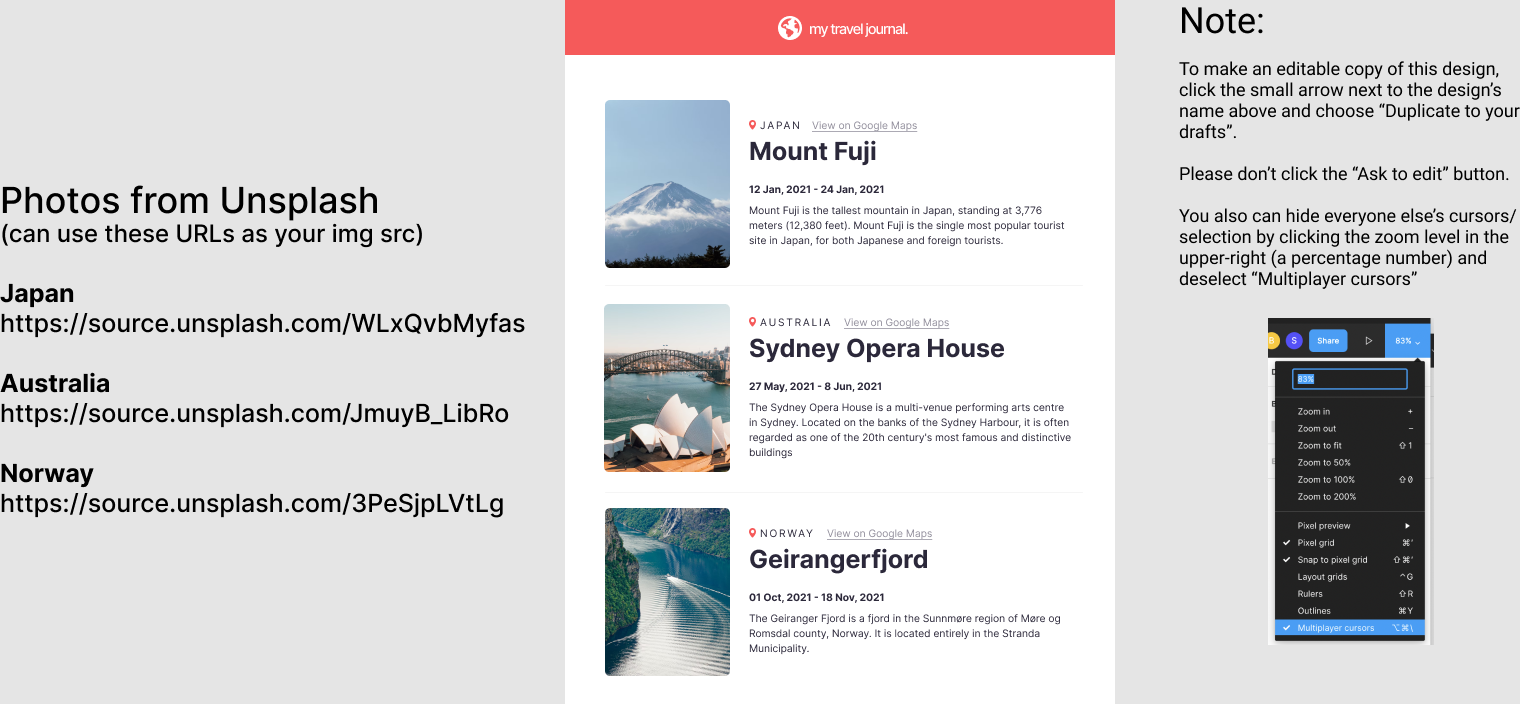 Photos from Unsplash
(can use these URLs as your img src)
Japan
https://source.unsplash.com/WLxQvbMyfas
Australia
https://source.unsplash.com/JmuyB_LibRo
Norway
https://source.unsplash.com/3PeSjpLVtLg
my travel journal.
JAPAN View on Google Maps
Mount Fuji
12 Jan, 2021 - 24 Jan, 2021
Mount Fuji is the tallest mountain in Japan, standing at 3,776
meters (12,380 feet). Mount Fuji is the single most popular tourist
site in Japan, for both Japanese and foreign tourists.
AUSTRALIA View on Google Maps
Sydney Opera House
27 May, 2021 - 8 Jun, 2021
The Sydney Opera House is a multi-venue performing arts centre
in Sydney. Located on the banks of the Sydney Harbour, it is often
regarded as one of the 20th century's most famous and distinctive
buildings
NORWAY View on Google Maps
Geirangerfjord
01 Oct, 2021 - 18 Nov, 2021
The Geiranger Fjord is a fjord in the Sunnmøre region of Møre og
Romsdal county, Norway. It is located entirely in the Stranda
Municipality.
Note:
To make an editable copy of this design,
click the small arrow next to the design’s
name above and choose “Duplicate to your
drafts”.
Please don’t click the “Ask to edit” button.
You also can hide everyone else’s cursors/
selection by clicking the zoom level in the
upper-right (a percentage number) and
deselect “Multiplayer cursors”
B S Share 83%
83%
Zoom in +
Zoom out −
Zoom to fit ⇧1
Zoom to 50%
Zoom to 100% ⇧0
Zoom to 200%
Pixel preview
Pixel grid ⌘'
Snap to pixel grid ⇧⌘'
Layout grids ^G
Rulers ⇧R
Outlines ⌘Y
Multiplayer cursors ⌥⌘\